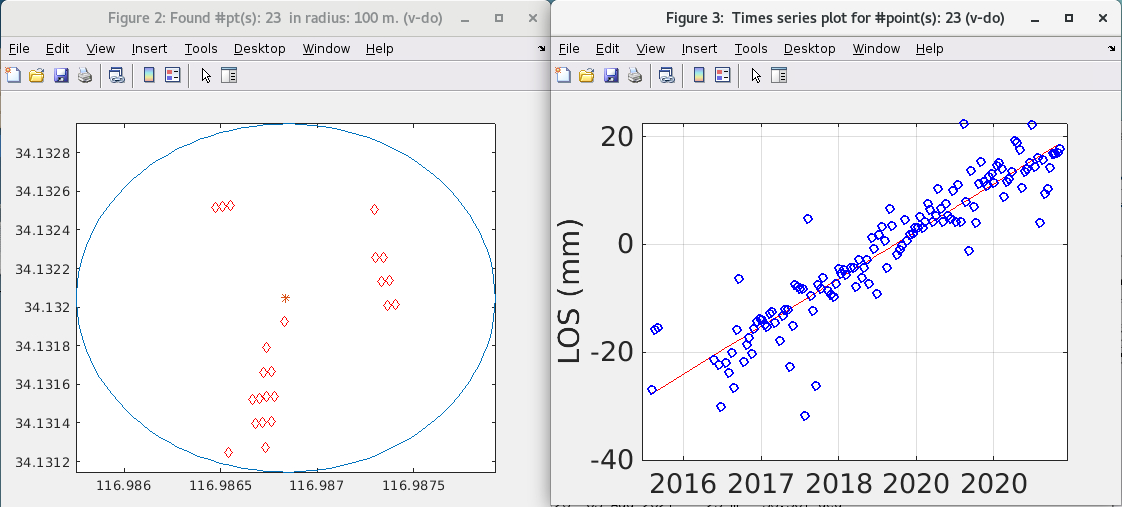 Figure 2: Found #pt(s): 23 in radius: 100 m. (v-do)
File Edit View Insert Tools Desktop Window Help
34.1328
34.1326
34.1324
34.1322
34.132
34.1318
34.1316
34.1314
34.1312
116.986 116.9865 116.987 116.9875
Figure 3: Times series plot for #point(s): 23 (v-do)
File Edit View Insert Tools Desktop Window Help
LOS (mm)
20
0
-20
-40
2016 2017 2018 2020 2020